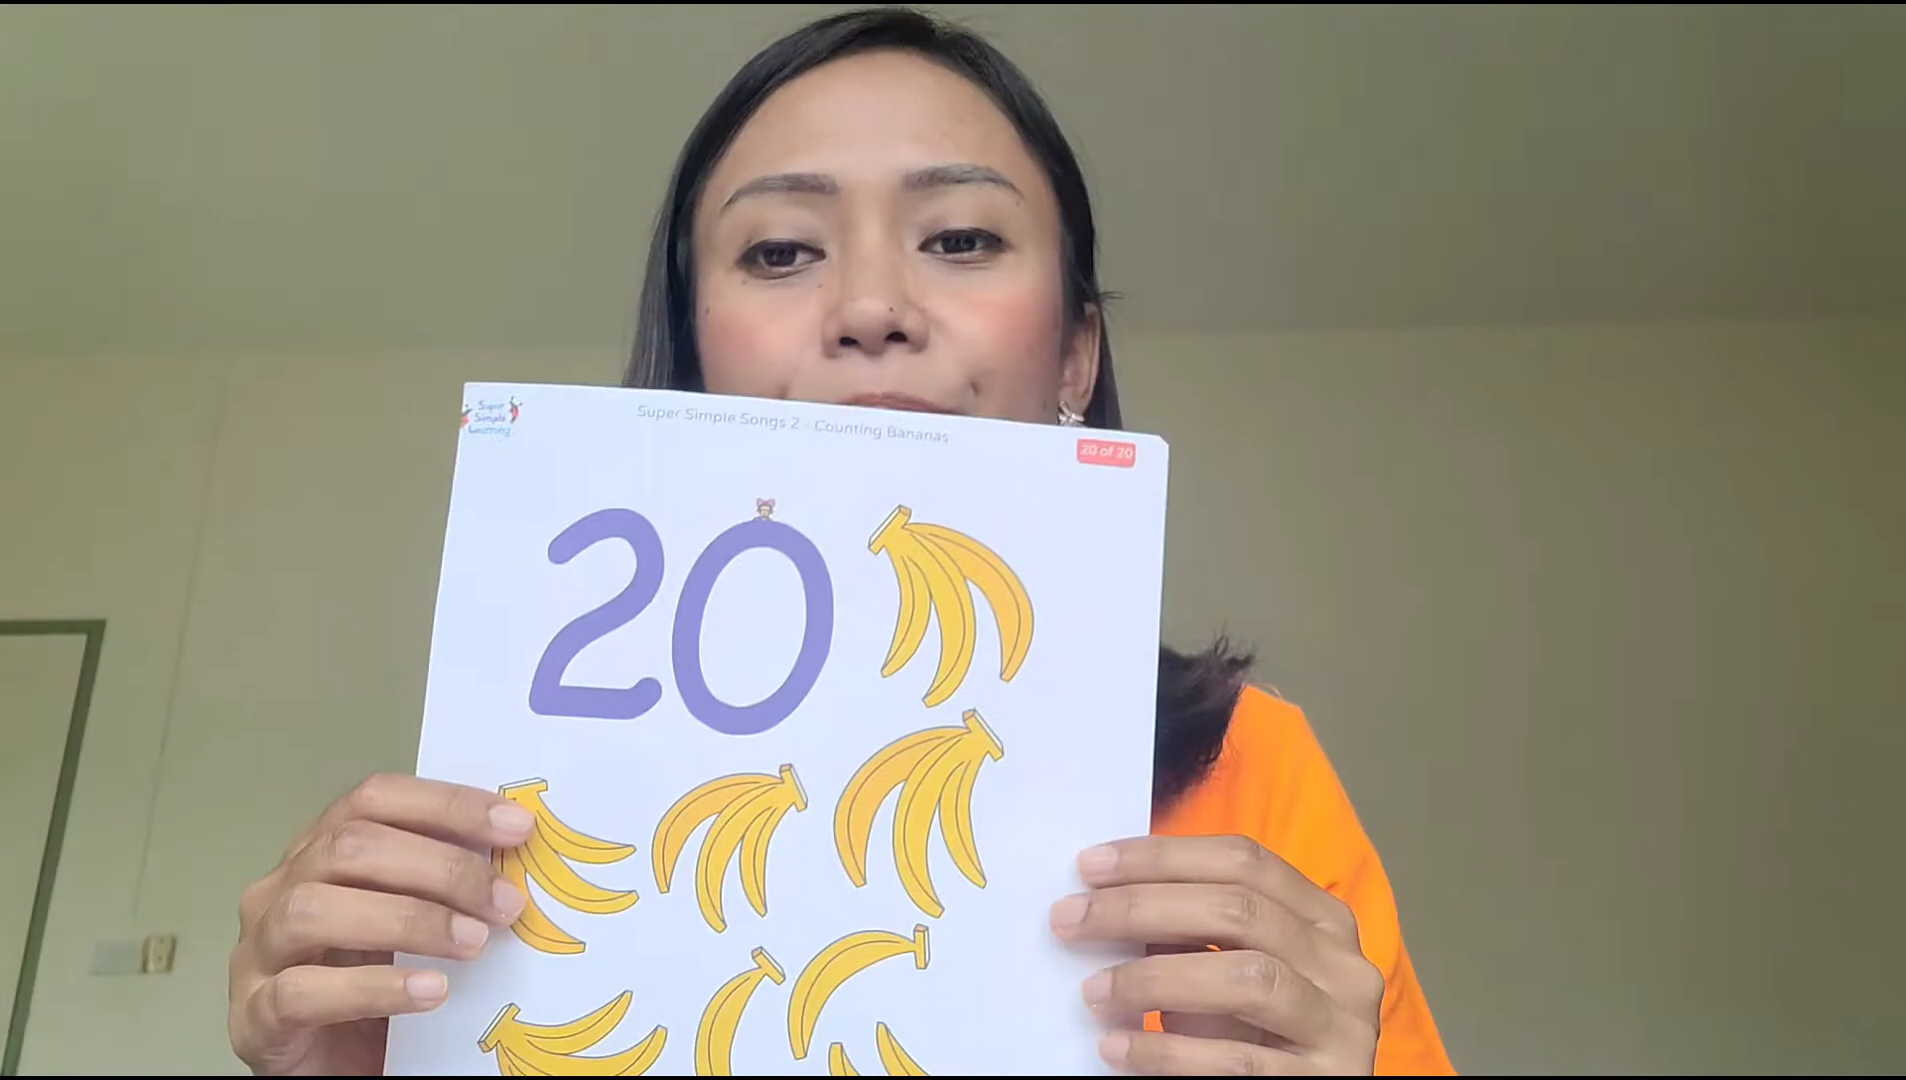 Super
Simple
Learning
Super Simple Songs 2 - Counting Bananas
20 of 20
20